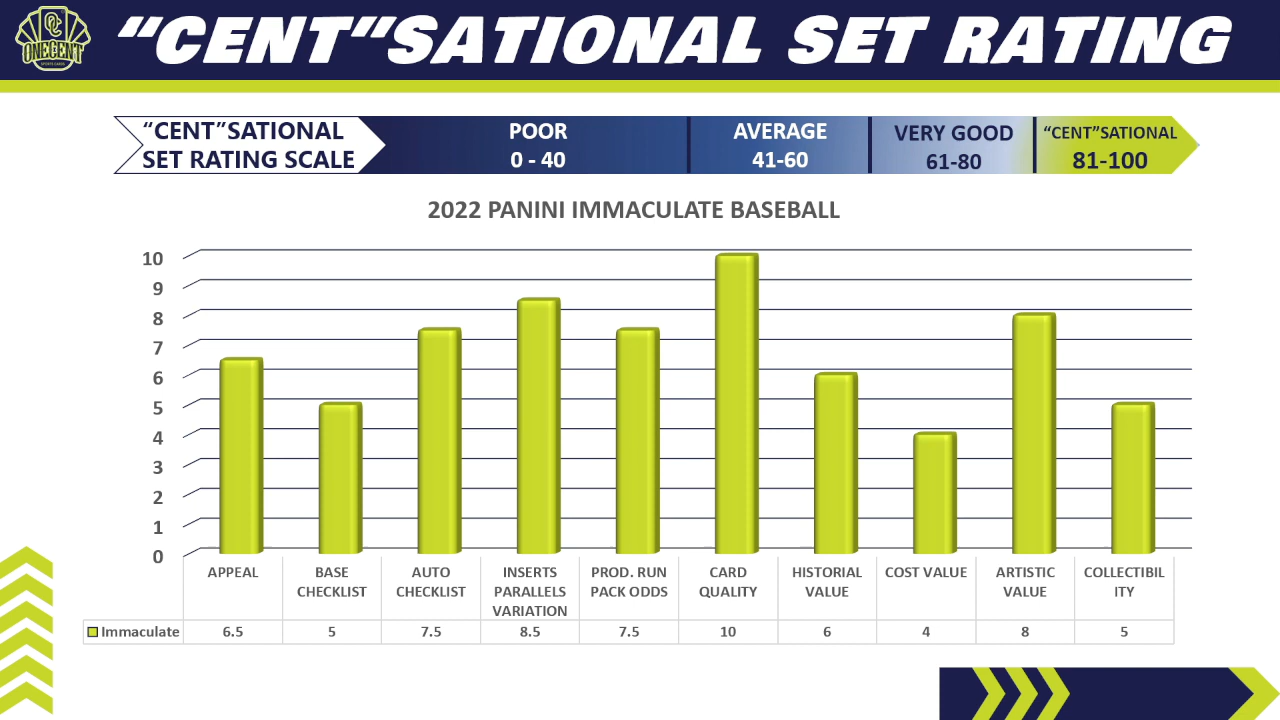 OC
ONECENT
SPORTS CARDS
“CENT”SATIONAL SET RATING
“CENT”SATIONAL
SET RATING SCALE
POOR
0 - 40
AVERAGE
41-60
VERY GOOD
61-80
“CENT”SATIONAL
81-100
2022 PANINI IMMACULATE BASEBALL
10
9
8
7
6
5
4
3
2
1
0
APPEAL
BASE
CHECKLIST
AUTO
CHECKLIST
INSERTS
PARALLELS
VARIATION
PROD. RUN
PACK ODDS
CARD
QUALITY
HISTORIAL
VALUE
COST VALUE
ARTISTIC
VALUE
COLLECTIBIL
ITY
Immaculate 6.5 5 7.5 8.5 7.5 10 6 4 8 5